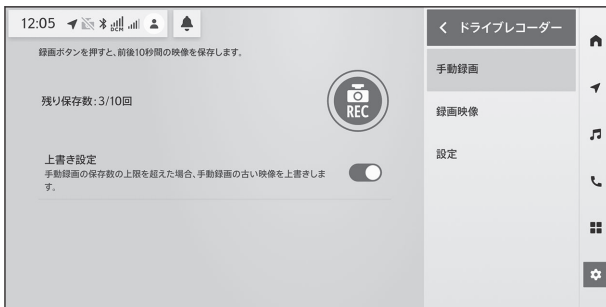 12:05
DCM
ドライブレコーダー
録画ボタンを押すと、前後10秒間の映像を保存します。
手動録画
残り保存数:3/10回
REC
録画映像
設定
上書き設定
手動録画の保存数の上限を超えた場合、手動録画の古い映像を上書きしま
す。